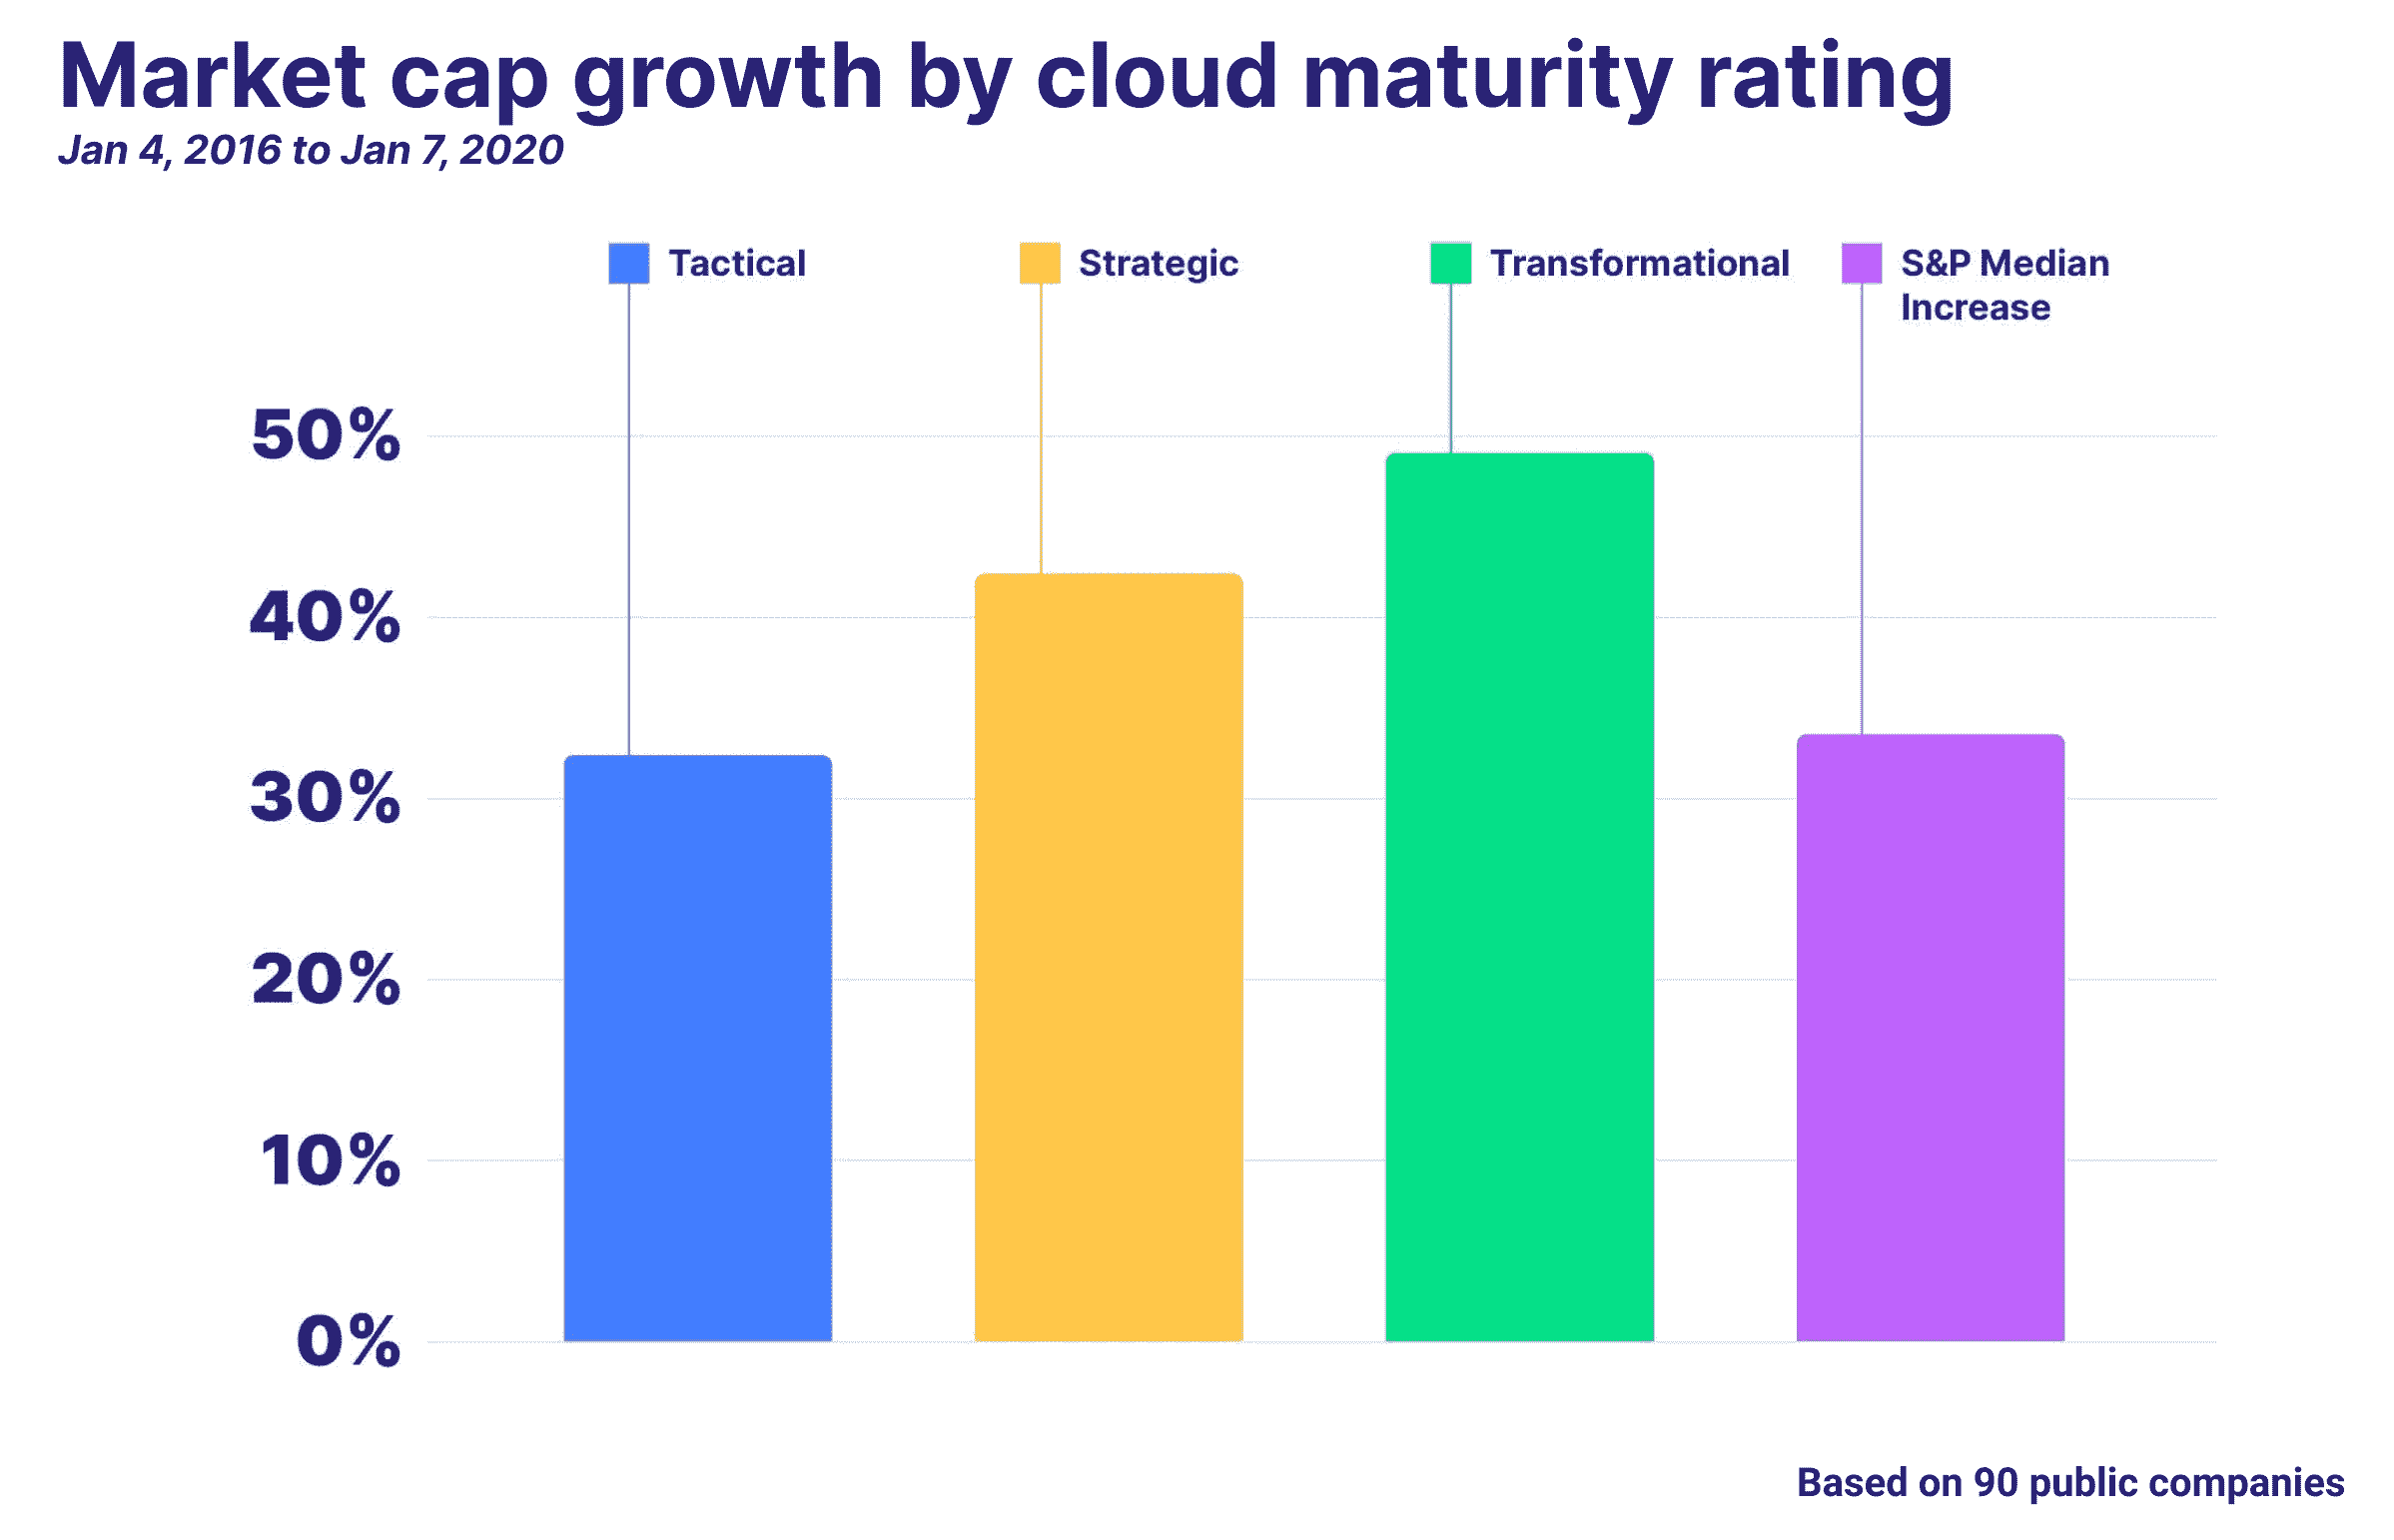 Market cap growth by cloud maturity rating
Jan 4, 2016 to Jan 7, 2020
Tactical
Strategic
Transformational
S&P Median
Increase
50%
40%
30%
20%
10%
0%
Based on 90 public companies